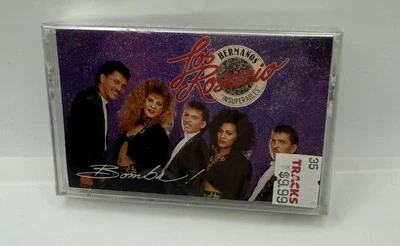 HERMANOS
Los Rosario
INSUPERABLES
Bomba!
35
TRACKS
$9.99